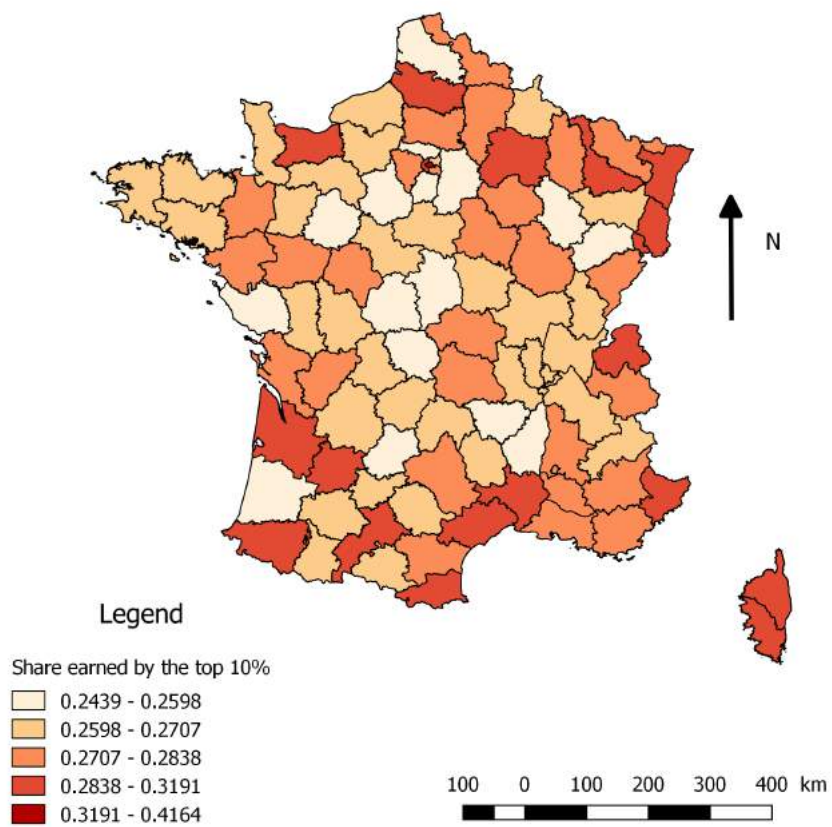 N
Legend
Share earned by the top 10%
0.2439 - 0.2598
0.2598 - 0.2707
0.2707 - 0.2838
0.2838 - 0.3191
0.3191 - 0.4164
100 0 100 200 300 400 km